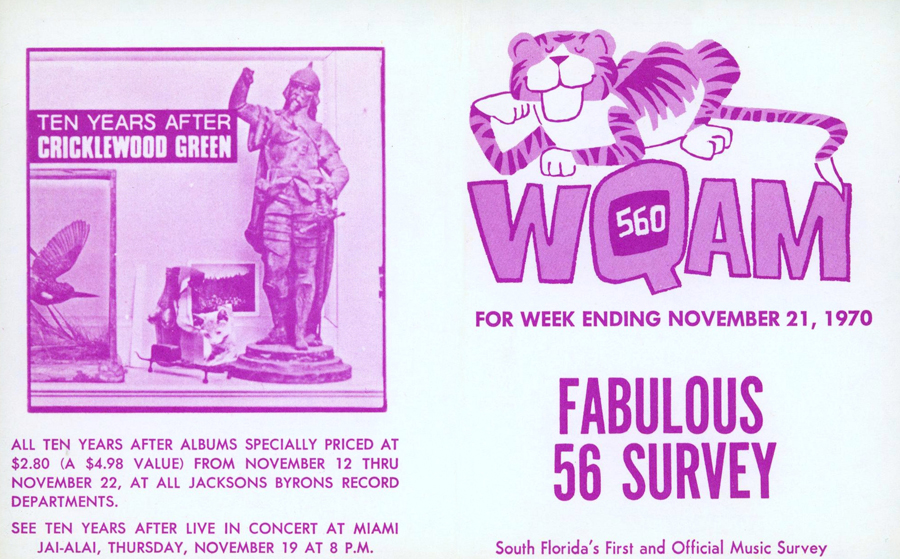 TEN YEARS AFTER
CRICKLEWOOD GREEN
ALL TEN YEARS AFTER ALBUMS SPECIALLY PRICED AT
$2.80 (A $4.98 VALUE) FROM NOVEMBER 12 THRU
NOVEMBER 22, AT ALL JACKSONS BYRONS RECORD
DEPARTMENTS.
SEE TEN YEARS AFTER LIVE IN CONCERT AT MIAMI
JAI-ALAI, THURSDAY, NOVEMBER 19 AT 8 P.M.
WQAM
560
FOR WEEK ENDING NOVEMBER 21, 1970
FABULOUS
56 SURVEY
South Florida's First and Official Music Survey